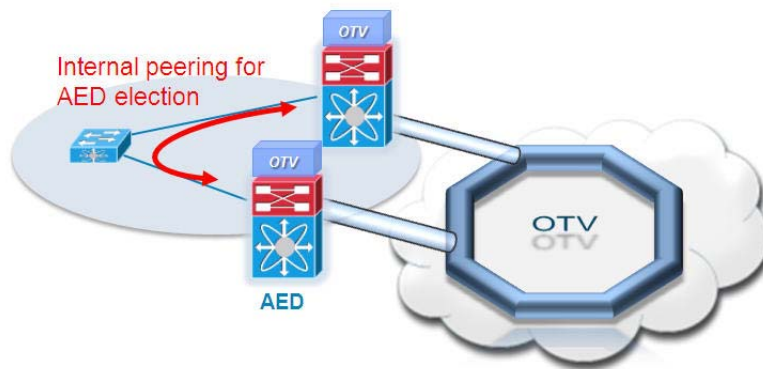 OTV
Internal peering for
AED election
OTV
OTV
AED